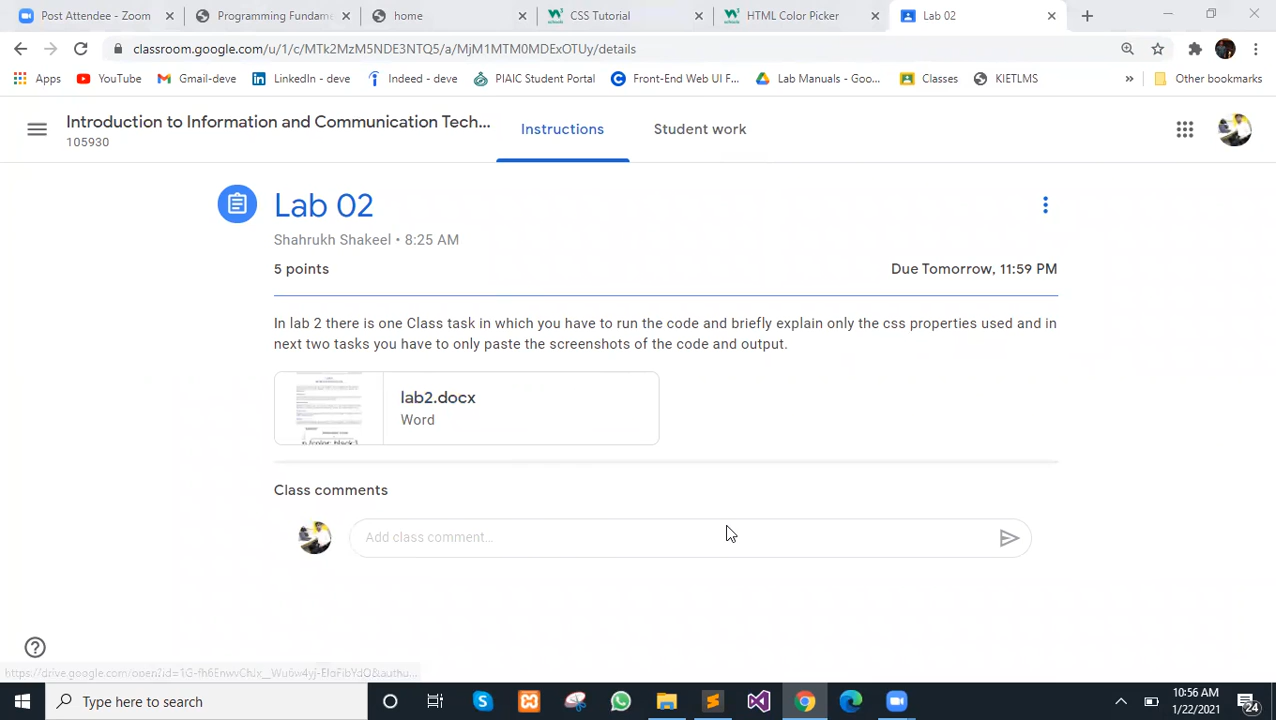 Post Attendee - Zoom
Programming Fundam
home
CSS Tutorial
HTML Color Picker
Lab 02
classroom.google.com/u/1/c/MTk2MzM5NDE3NTQ5/a/MjM1MTM0MDExOTUy/details
Apps
YouTube
Gmail-deve
LinkedIn - deve
Indeed - deve
PIAIC Student Portal
Front-End Web UI F...
Lab Manuals - Goo...
Classes
KIETLMS
»
Other bookmarks
Introduction to Information and Communication Tech...
105930
Instructions
Student work
Lab 02
Shahrukh Shakeel • 8:25 AM
5 points
Due Tomorrow, 11:59 PM
In lab 2 there is one Class task in which you have to run the code and briefly explain only the css properties used and in
next two tasks you have to only paste the screenshots of the code and output.
lab2.docx
Word
Class comments
Add class comment...
Type here to search
10:56 AM
1/22/2021
24